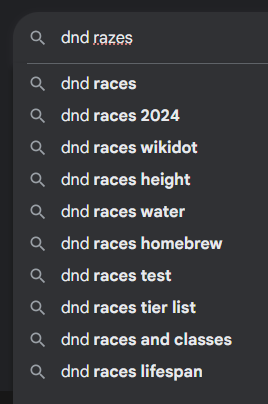 dnd razes
dnd races
dnd races 2024
dnd races wikidot
dnd races height
dnd races water
dnd races homebrew
dnd races test
dnd races tier list
dnd races and classes
dnd races lifespan